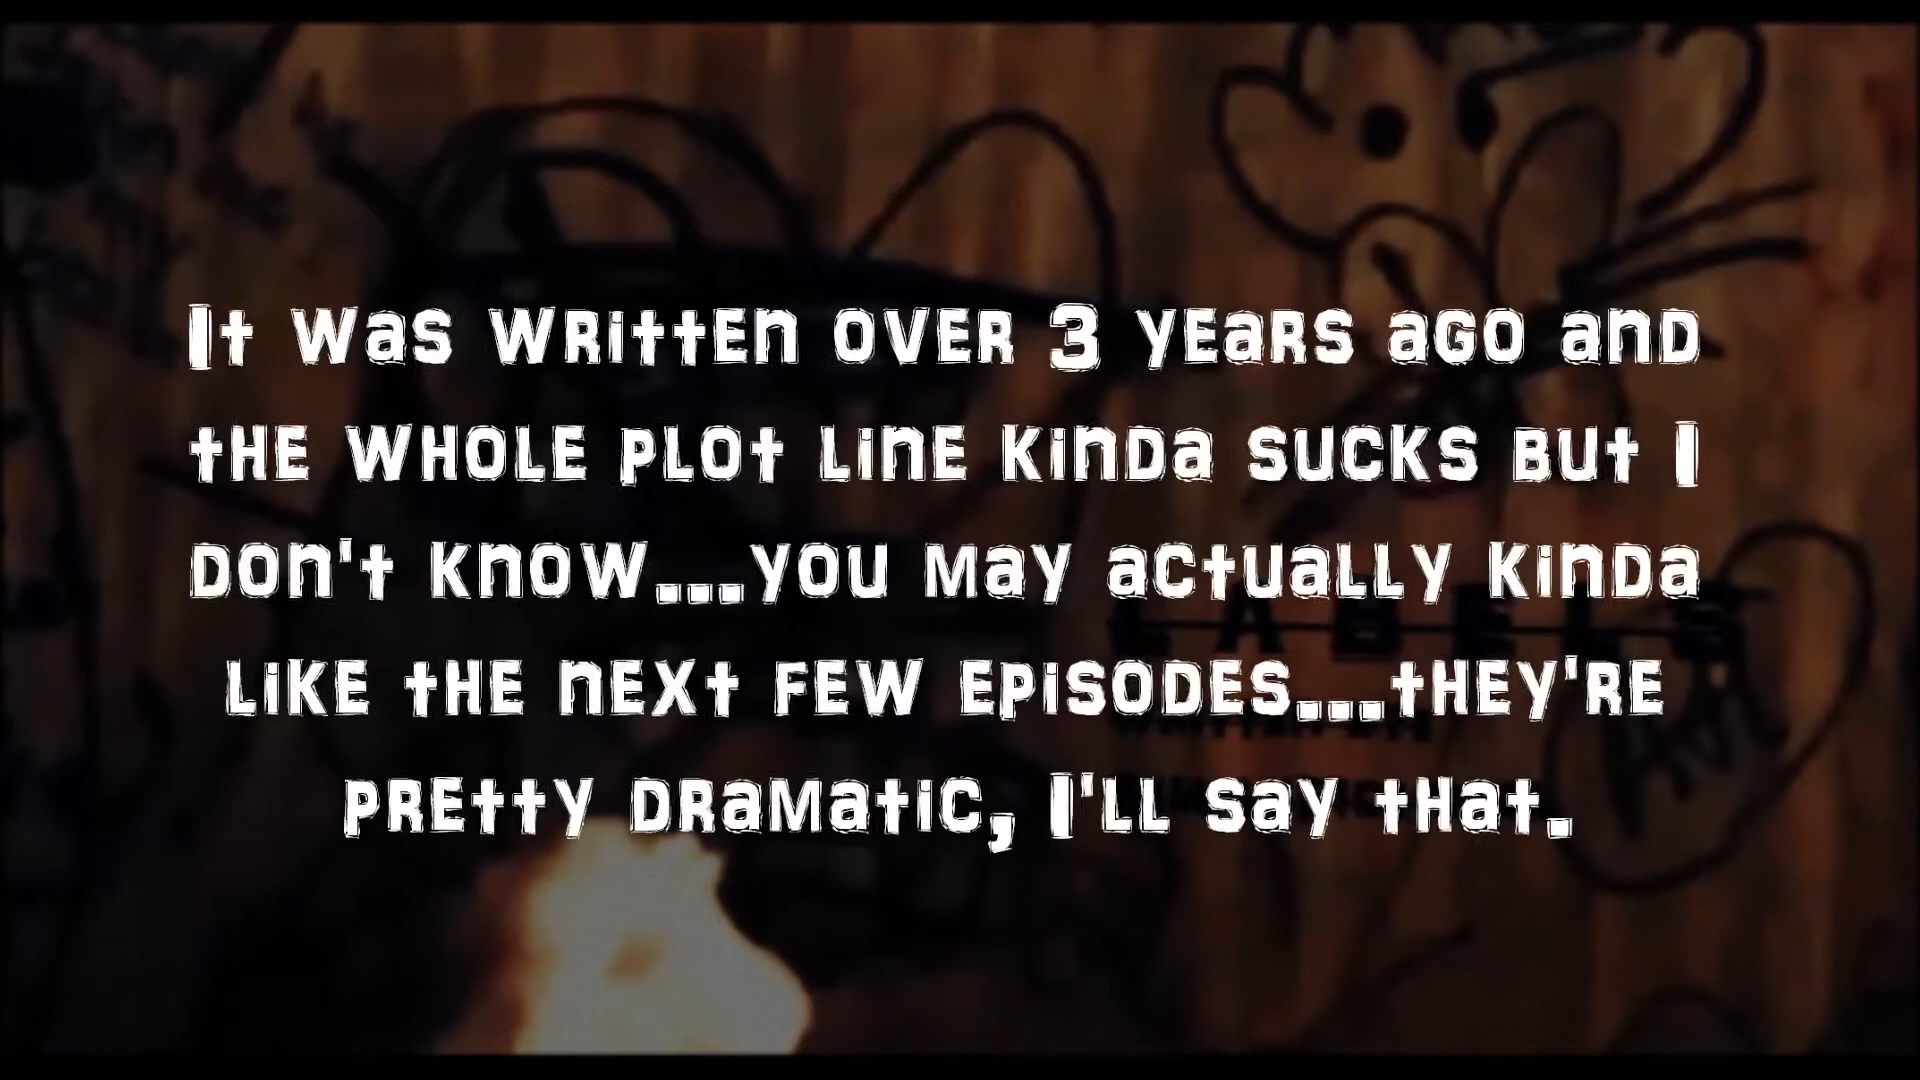 It was written over 3 years ago and
the whole plot line kinda sucks but I
don't know...you may actually kinda
like the next few episodes...they're
pretty dramatic, I'll say that.
LABELS